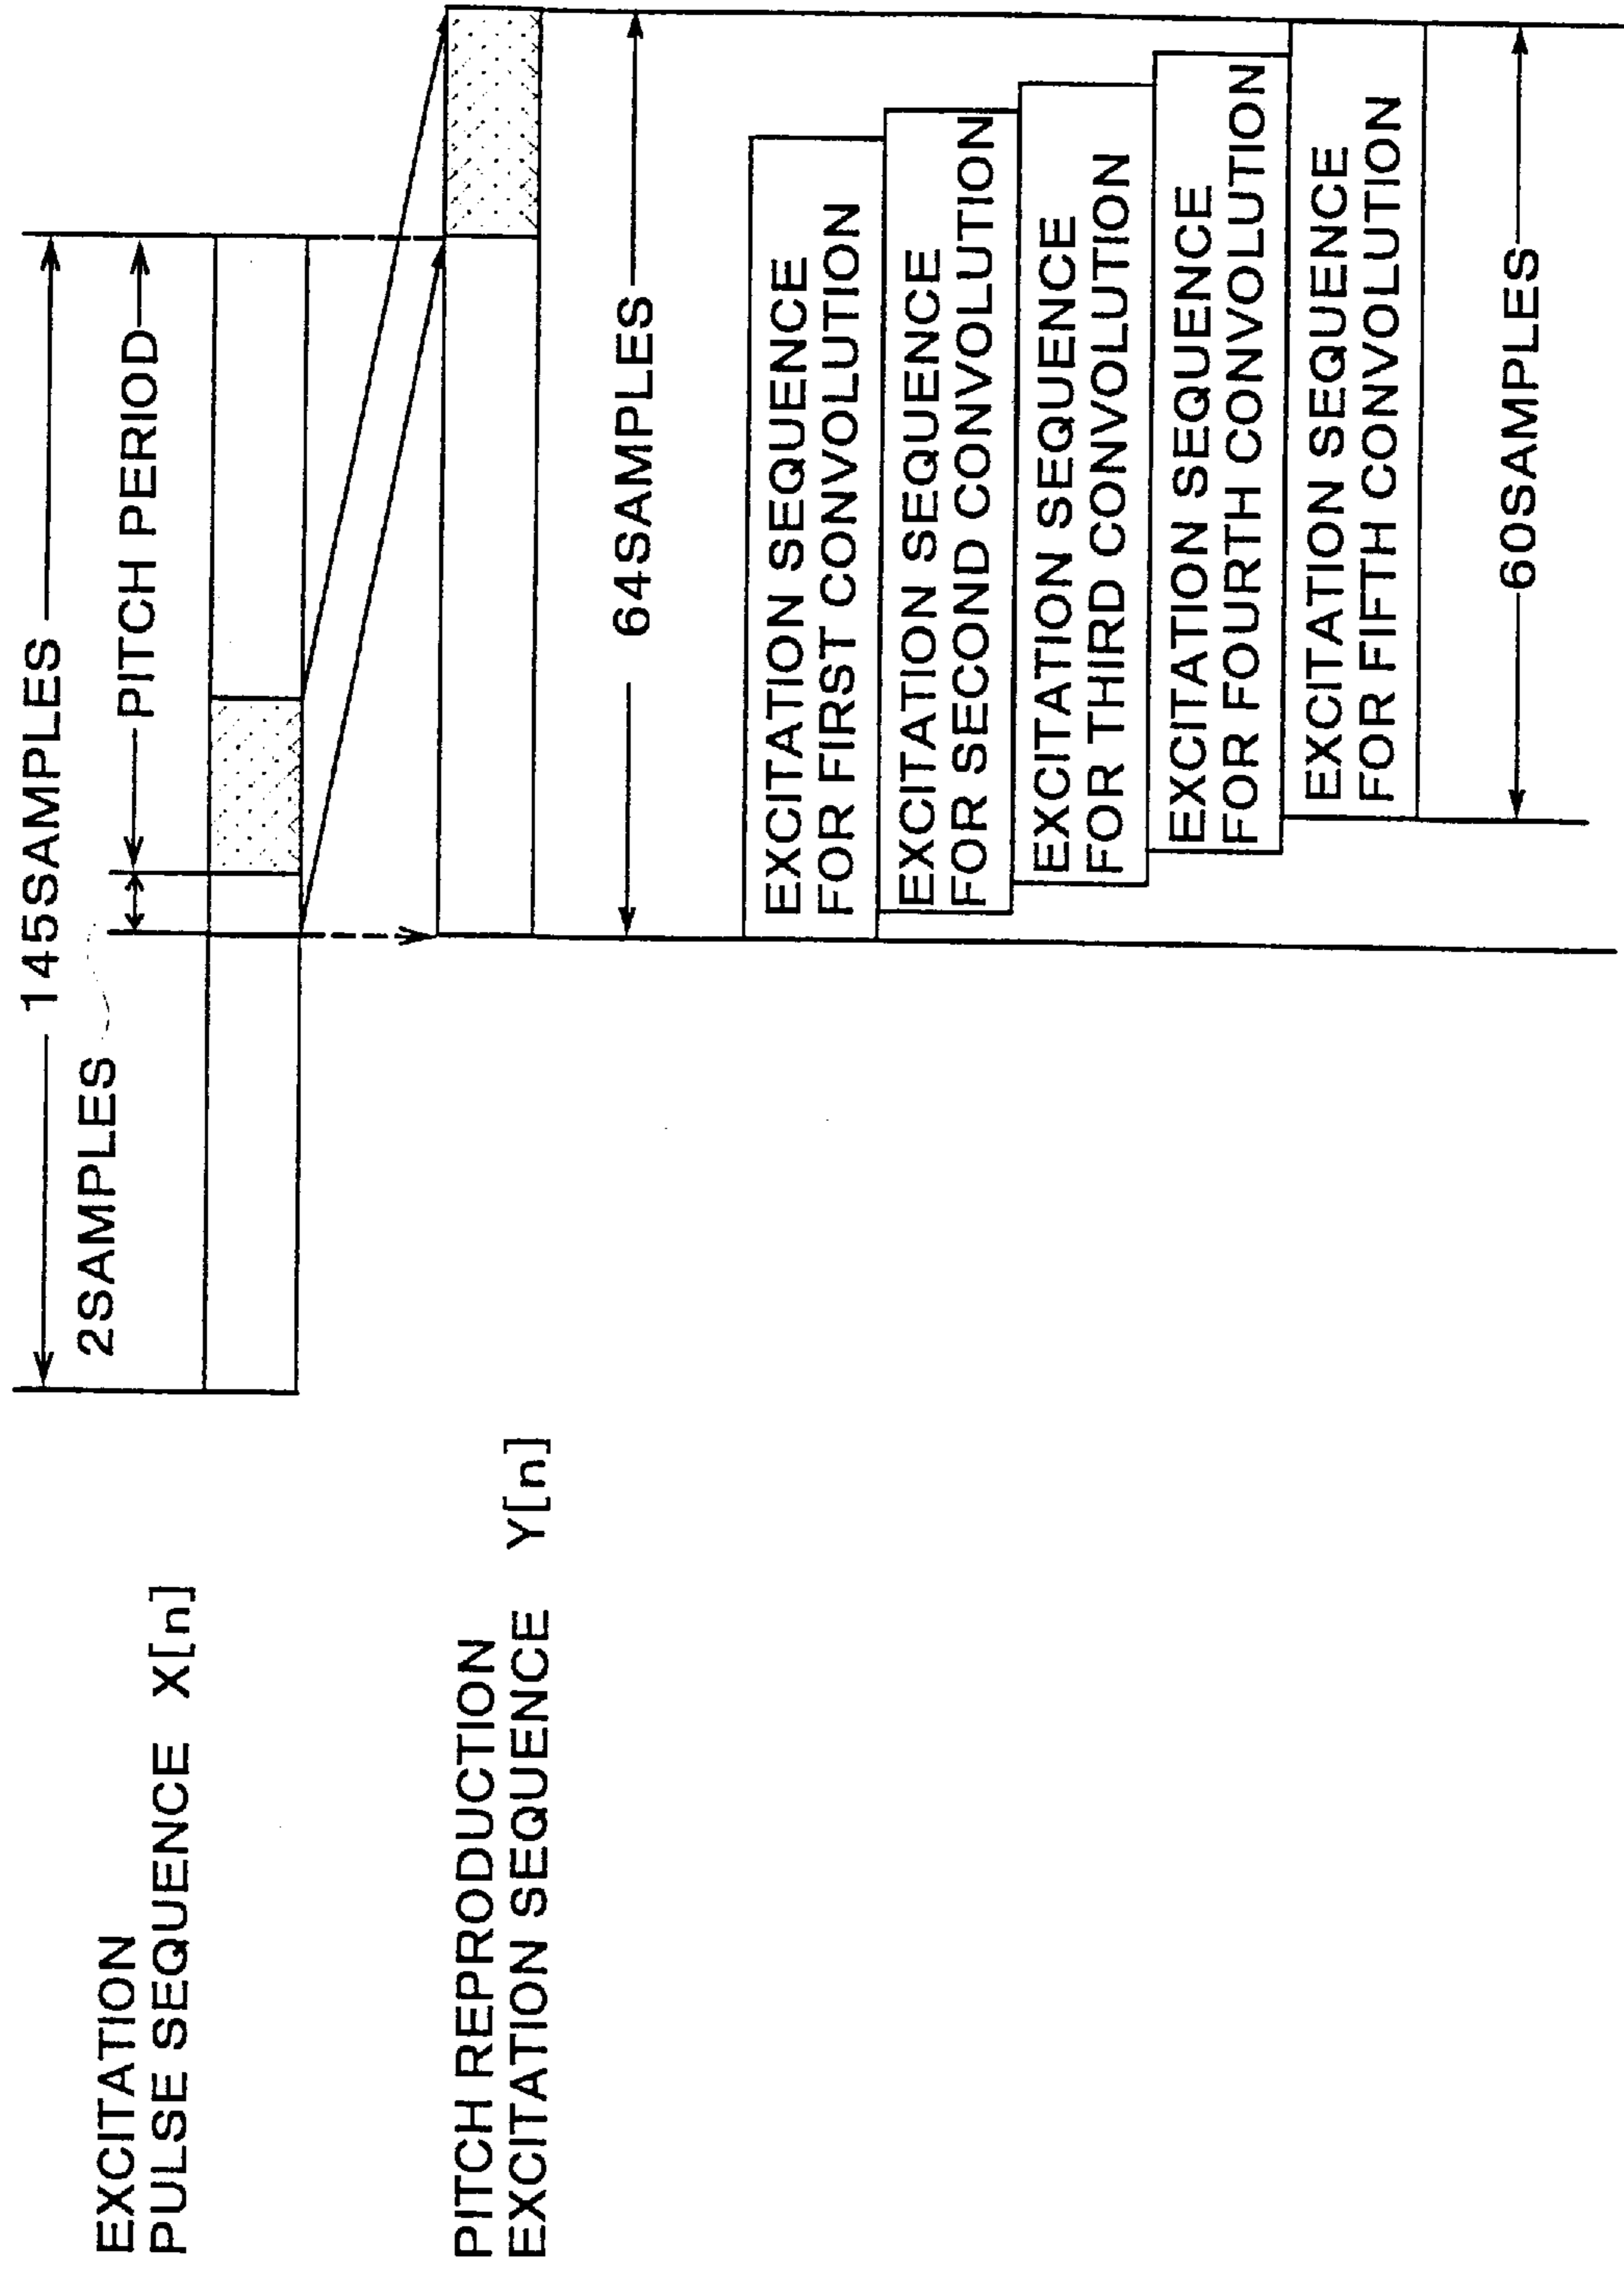 145SAMPLES
2SAMPLES
PITCH PERIOD
EXCITATION
PULSE SEQUENCE X[n]
PITCH REPRODUCTION
EXCITATION SEQUENCE Y[n]
64SAMPLES
EXCITATION SEQUENCE
FOR FIRST CONVOLUTION
EXCITATION SEQUENCE
FOR SECOND CONVOLUTION
EXCITATION SEQUENCE
FOR THIRD CONVOLUTION
EXCITATION SEQUENCE
FOR FOURTH CONVOLUTION
EXCITATION SEQUENCE
FOR FIFTH CONVOLUTION
60SAMPLES